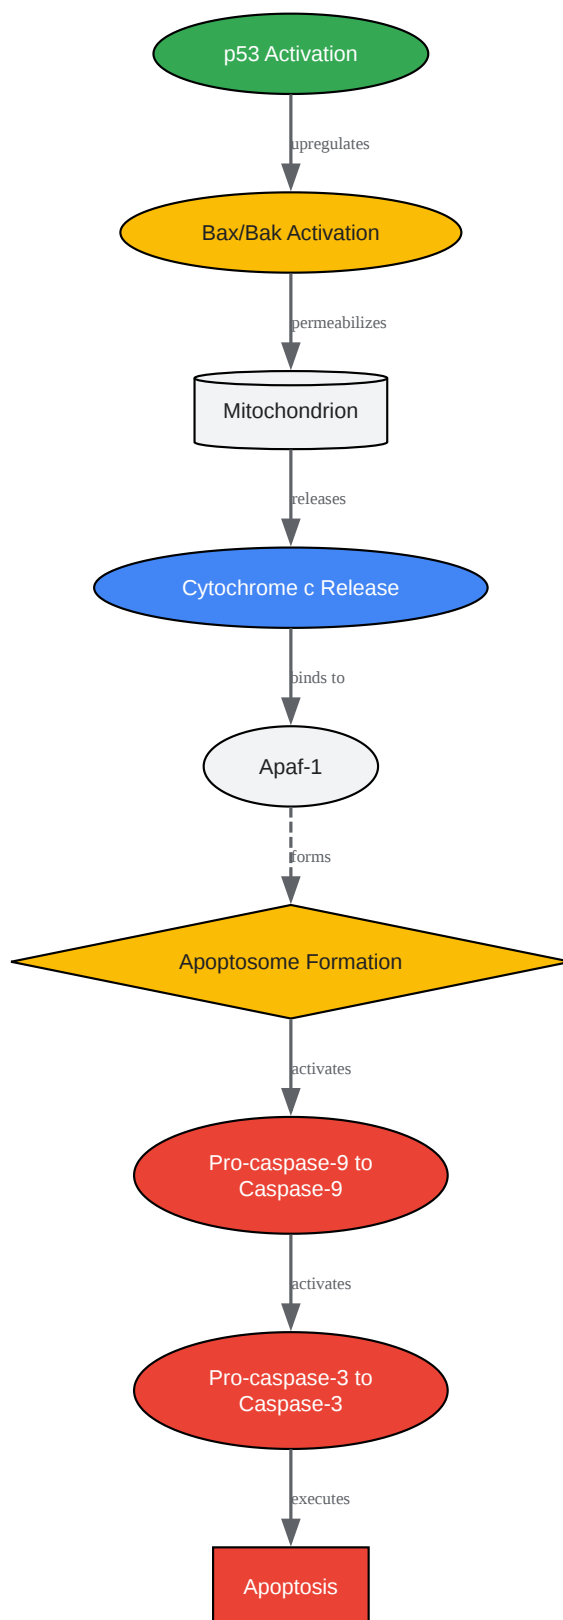 p53 Activation
upregulates
Bax/Bak Activation
permeabilizes
Mitochondrion
releases
Cytochrome c Release
binds to
Apaf-1
forms
Apoptosome Formation
activates
Pro-caspase-9 to
Caspase-9
activates
Pro-caspase-3 to
Caspase-3
executes
Apoptosis